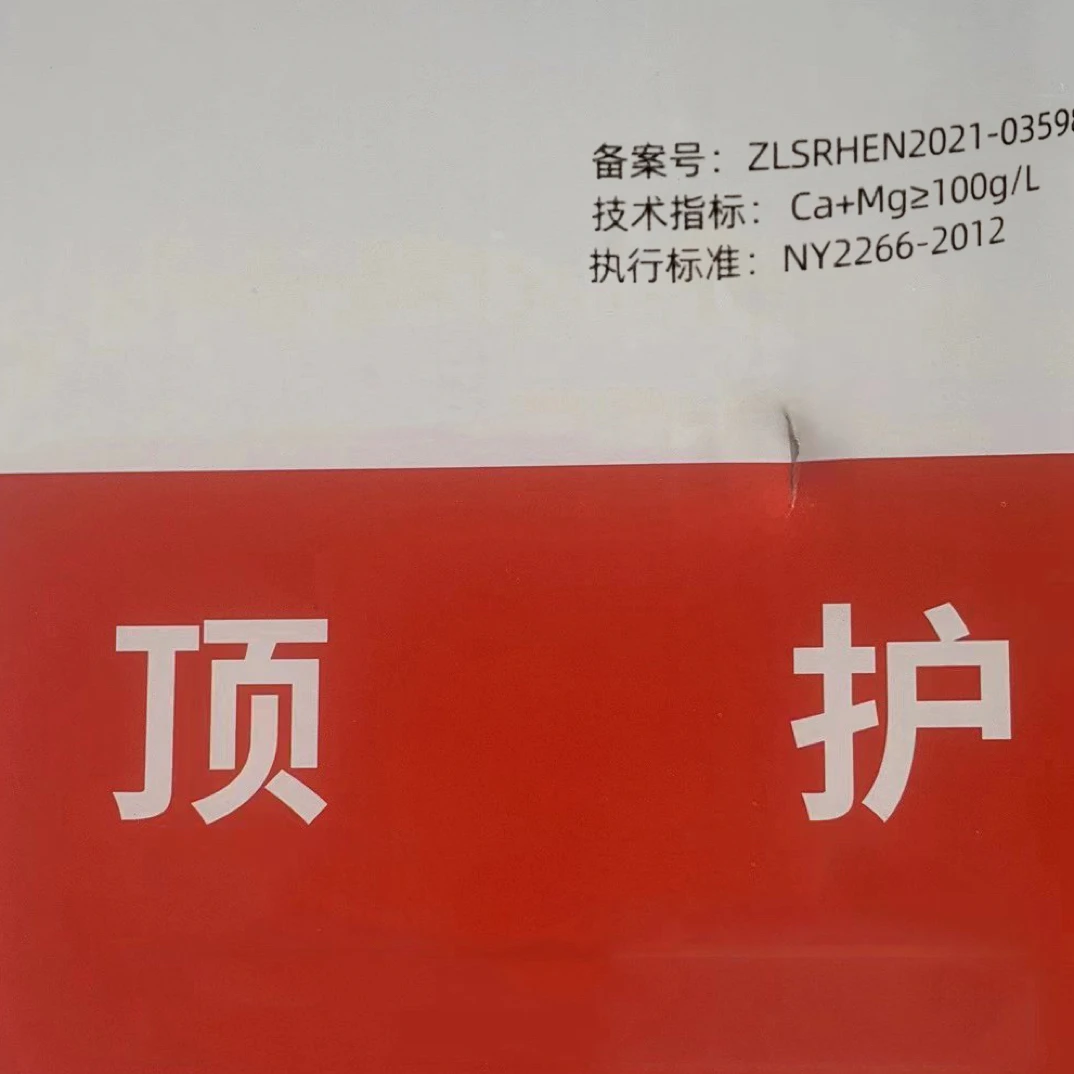 备案号：ZLSRHEN2021-03598
技术指标：Ca+Mg≥100g/L
执行标准：NY2266-2012
顶 护